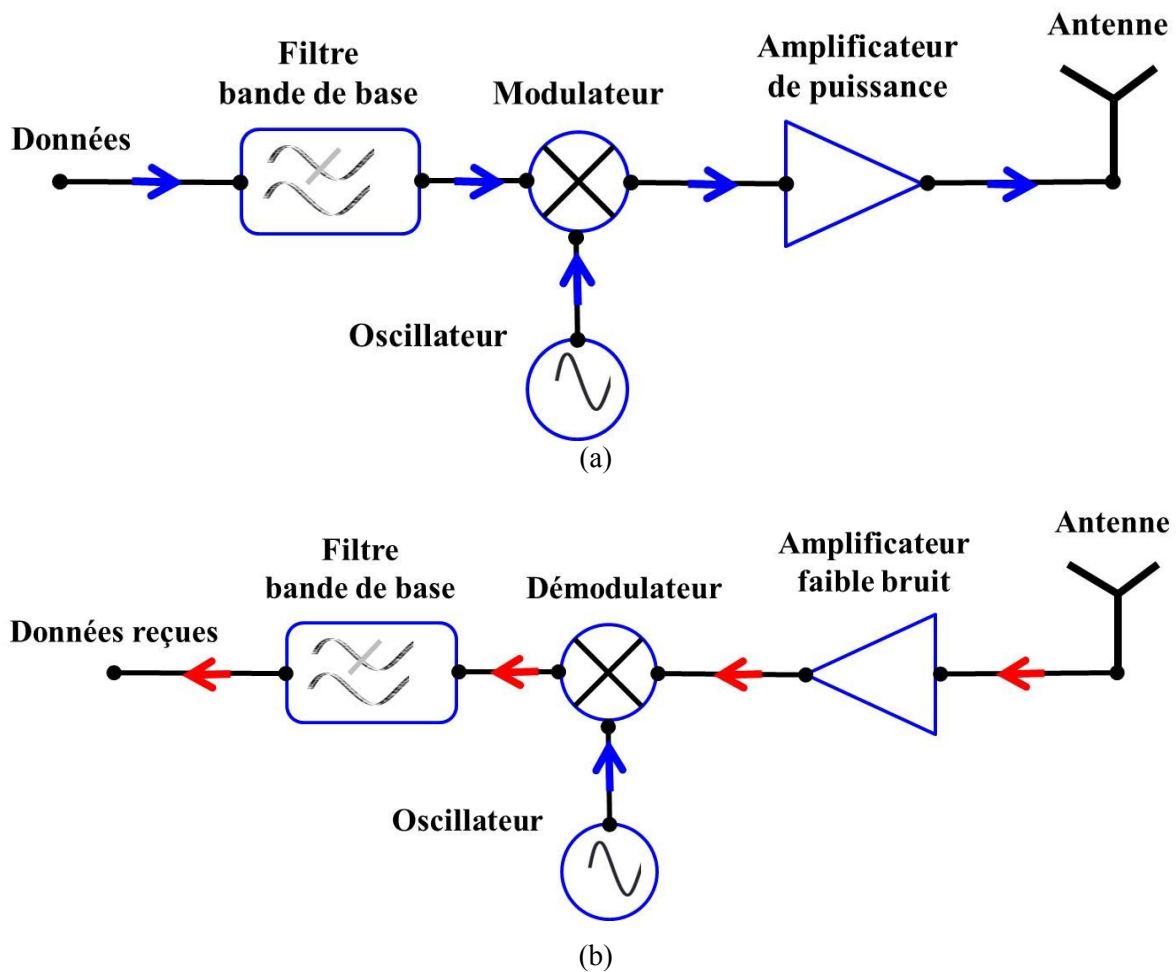 Antenne
Amplificateur
de puissance
Filtre
bande de base
Modulateur
Données
Oscillateur
(a)
Antenne
Amplificateur
faible bruit
Filtre
bande de base
Démodulateur
Données reçues
Oscillateur
(b)